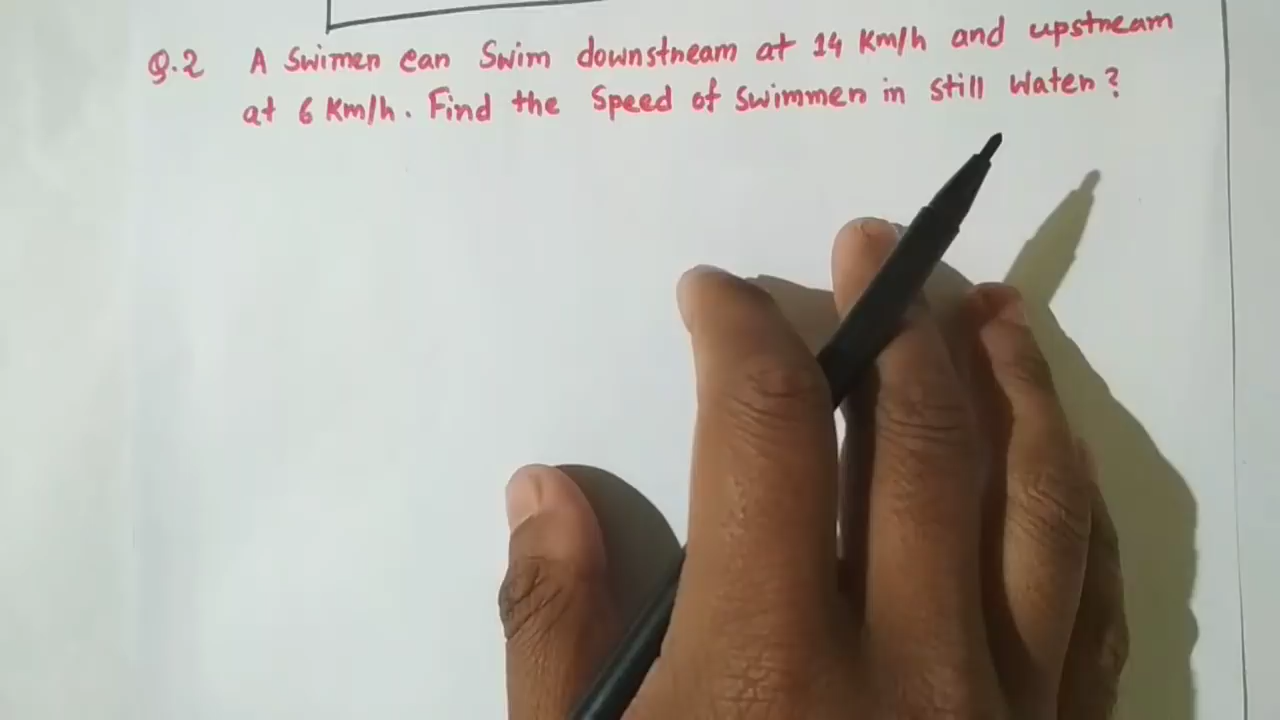 Q.2 A Swimer can Swim downstream at 14 Km/h and upstream
at 6 Km/h. Find the Speed of Swimmer in still Water?